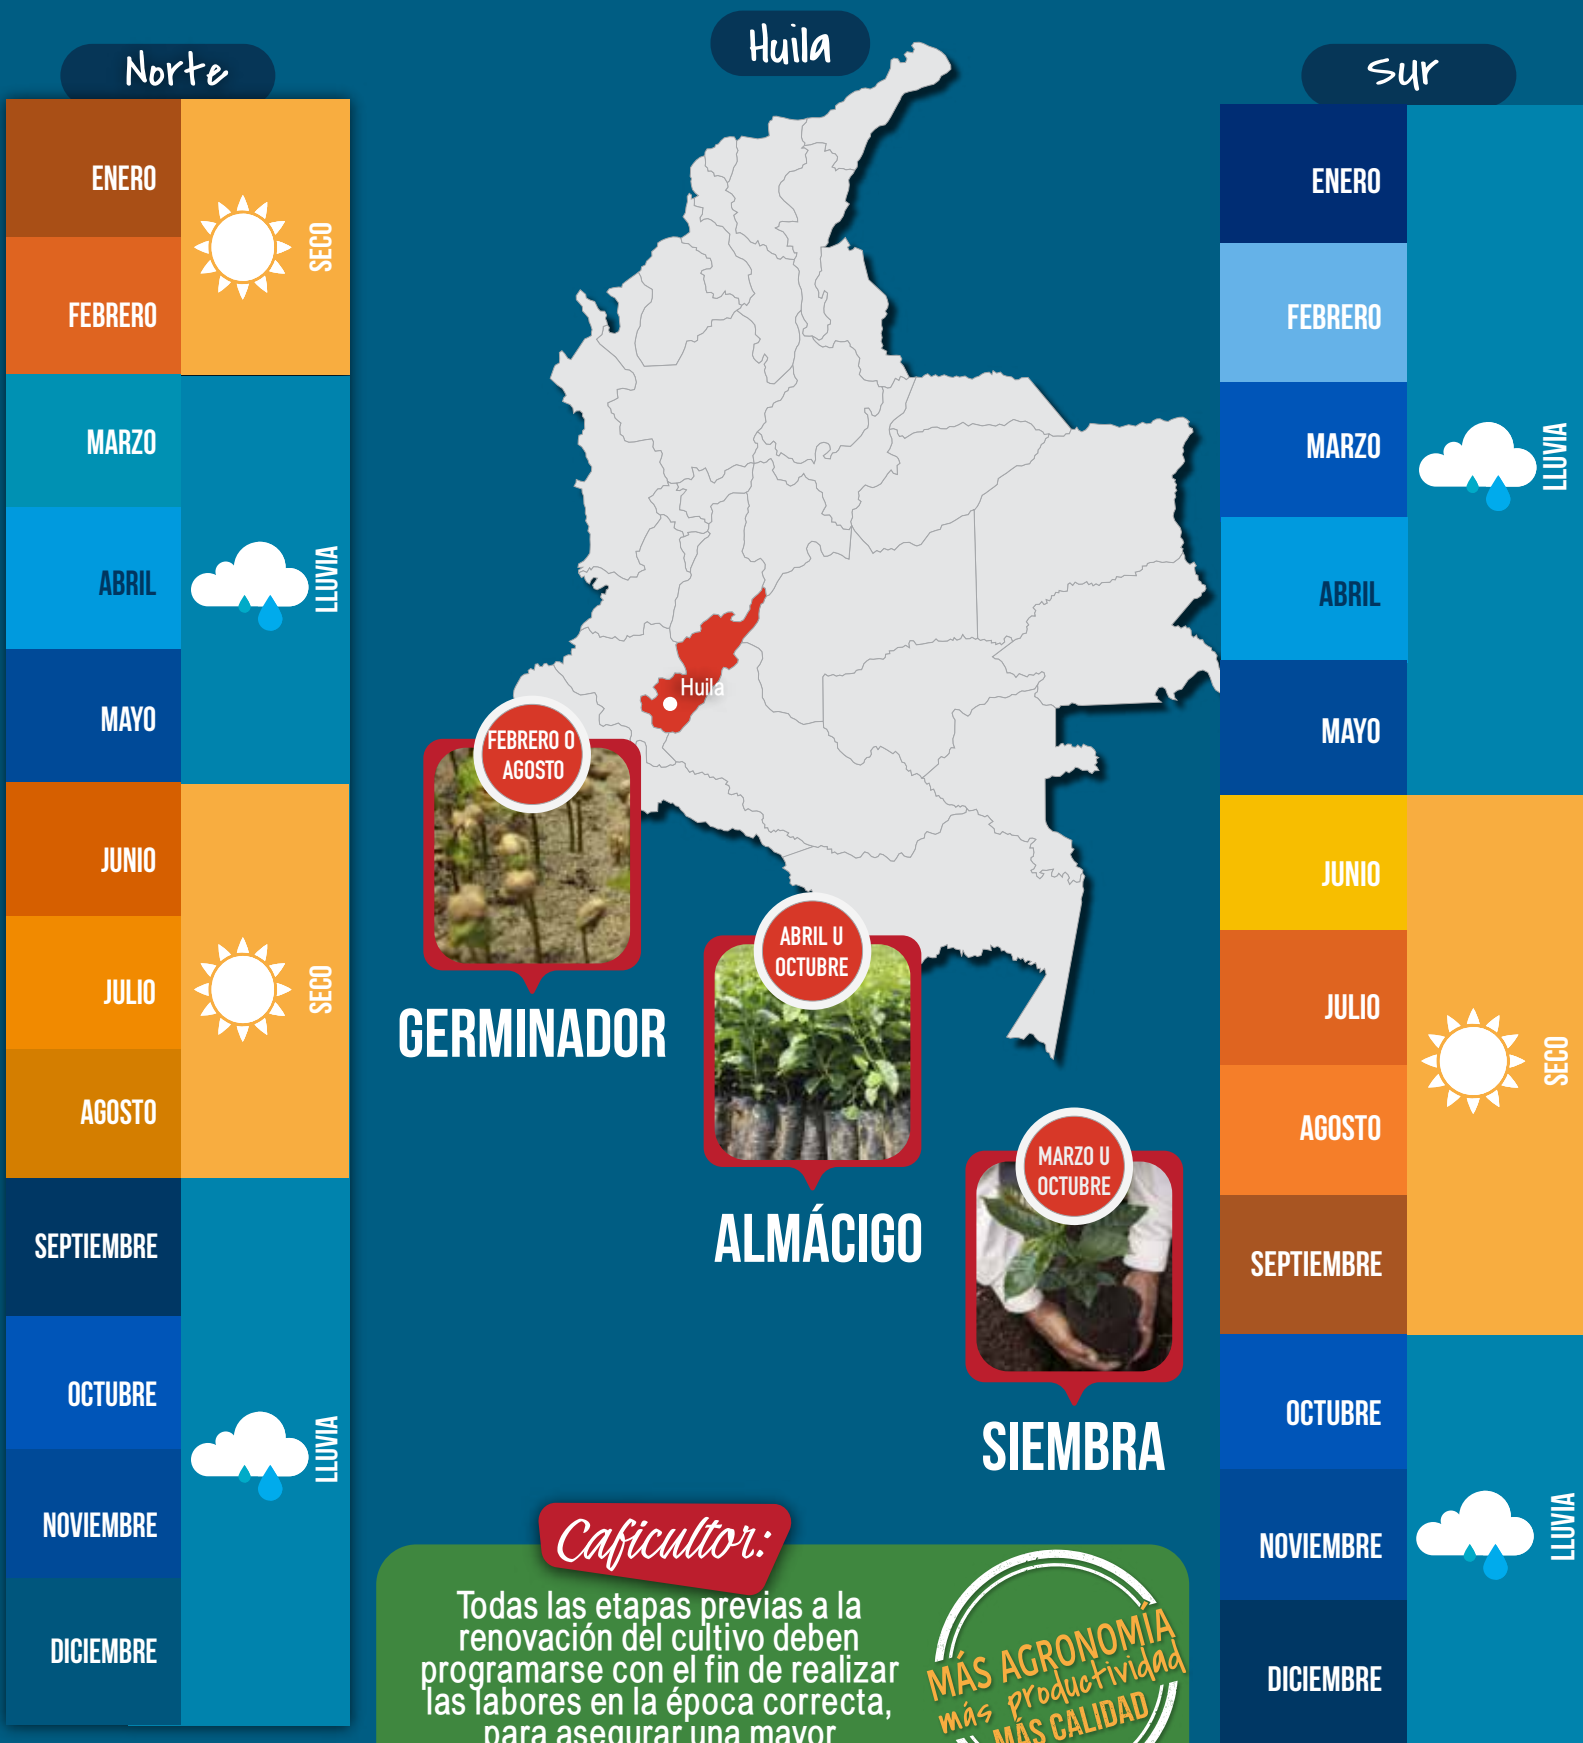 Huila
Norte
ENERO
FEBRERO
SECO
MARZO
ABRIL
MAYO
LLUVIA
JUNIO
JULIO
AGOSTO
SECO
SEPTIEMBRE
OCTUBRE
NOVIEMBRE
DICIEMBRE
LLUVIA
Huila
FEBRERO O
AGOSTO
GERMINADOR
ABRIL U
OCTUBRE
ALMÁCIGO
MARZO U
OCTUBRE
SIEMBRA
Sur
ENERO
FEBRERO
MARZO
ABRIL
MAYO
LLUVIA
JUNIO
JULIO
AGOSTO
SEPTIEMBRE
SECO
OCTUBRE
NOVIEMBRE
DICIEMBRE
LLUVIA
Caficultor:
Todas las etapas previas a la
renovación del cultivo deben
programarse con el fin de realizar
las labores en la época correcta,
para asegurar una mayor
MÁS AGRONOMÍA
más productividad
MÁS CALIDAD